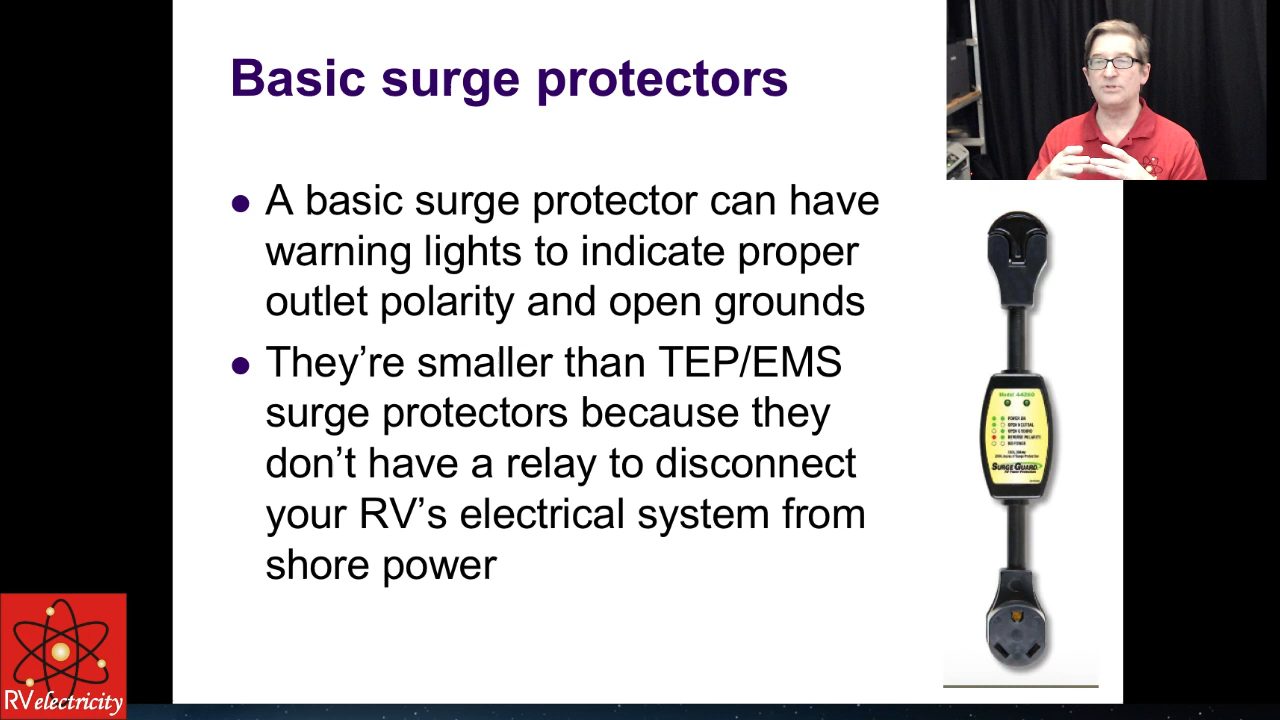 Basic surge protectors
A basic surge protector can have
warning lights to indicate proper
outlet polarity and open grounds
They’re smaller than TEP/EMS
surge protectors because they
don’t have a relay to disconnect
your RV’s electrical system from
shore power
POWER ON
OPEN NEUTRAL
OPEN GROUND
REVERSE POLARITY
NO POWER
SURGE GUARD
RVelectricity